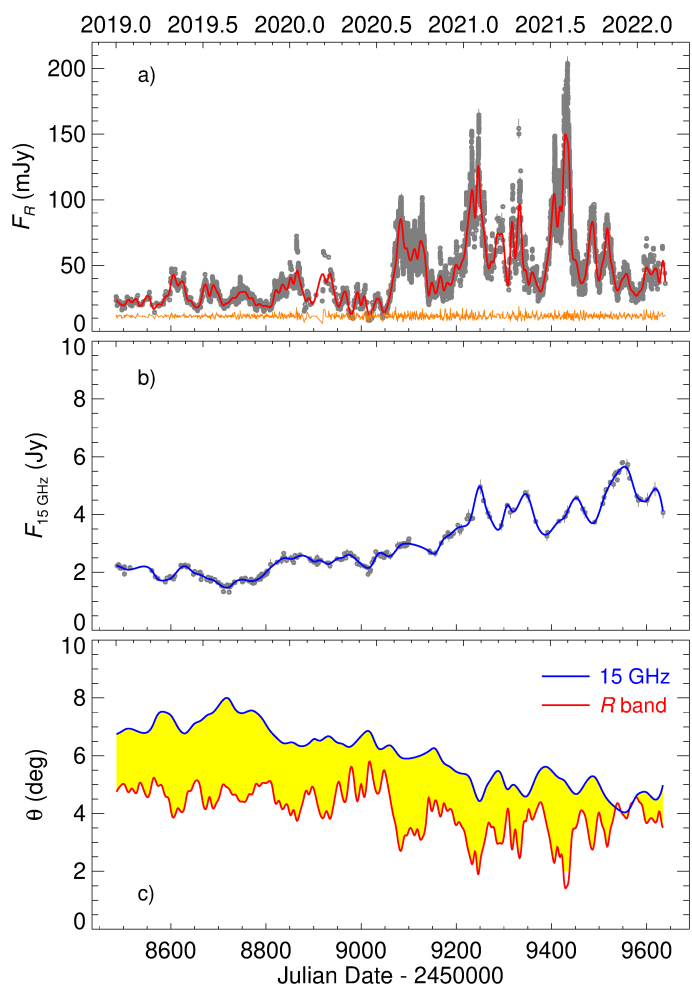 2019.0 2019.5 2020.0 2020.5 2021.0 2021.5 2022.0
a)
200
150
100
50
0
F_R (mJy)
b)
10
8
6
4
2
0
F_15 GHz (Jy)
10
8
6
4
2
0
θ (deg)
15 GHz
R band
c)
8600 8800 9000 9200 9400 9600
Julian Date - 2450000